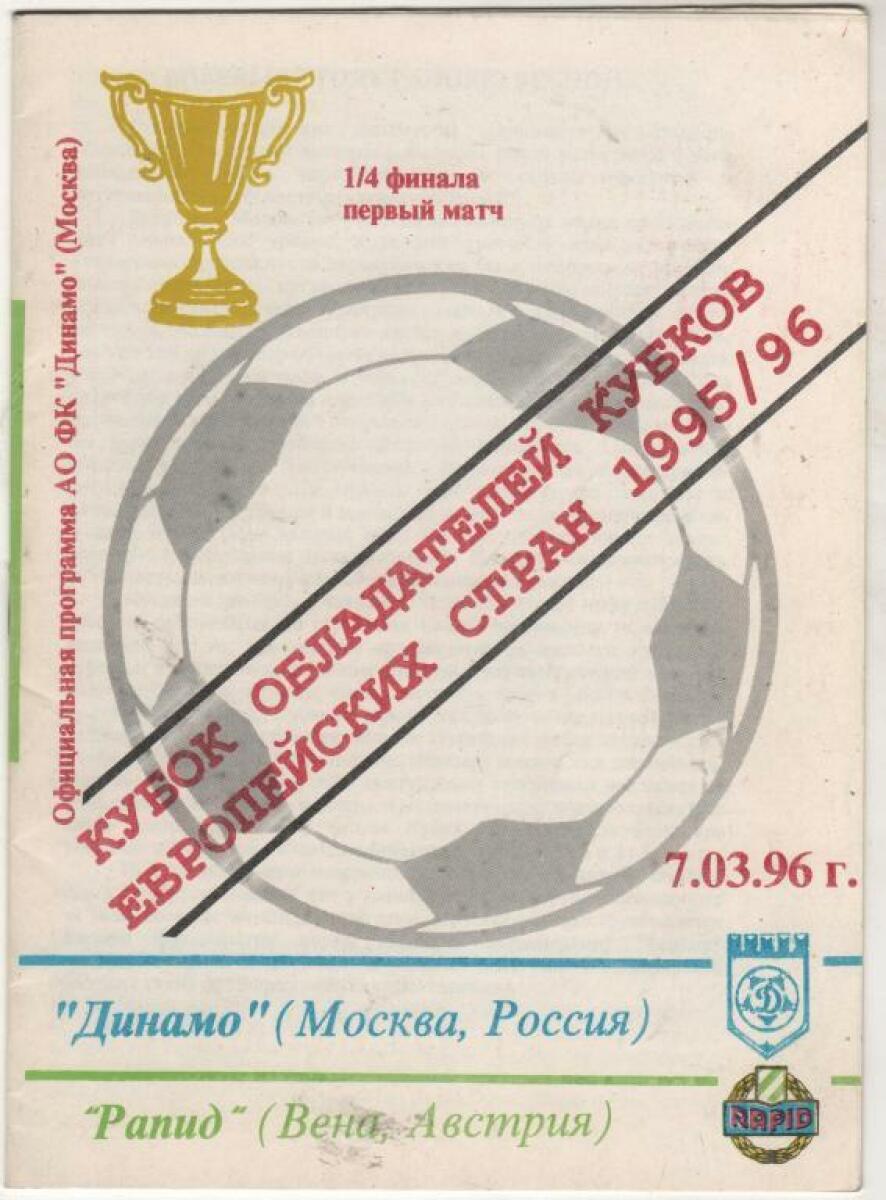 Официальная программа АО ФК "Динамо" (Москва)
1/4 финала
первый матч
КУБОК ОБЛАДАТЕЛЕЙ КУБКОВ
ЕВРОПЕЙСКИХ СТРАН 1995/96
7.03.96 г.
"Динамо" (Москва, Россия)
Д
"Рапид" (Вена, Австрия)
RAPID